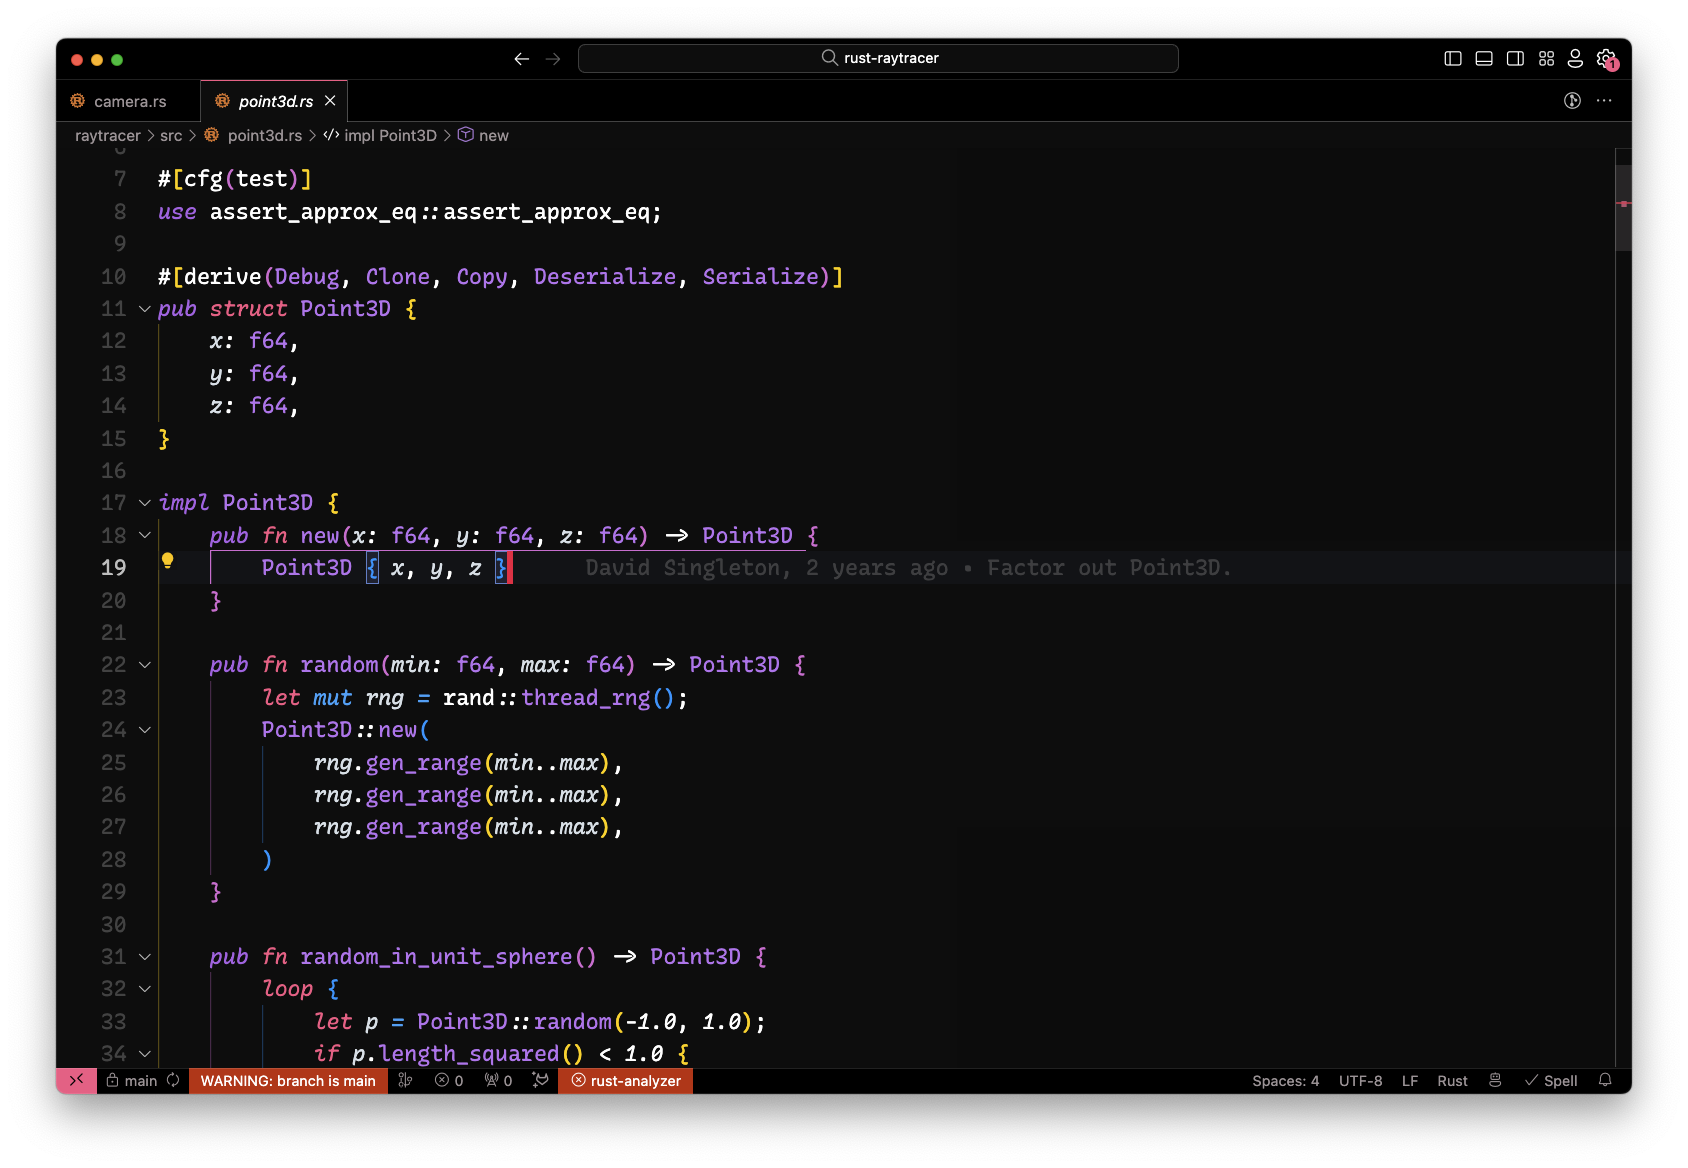 rust-raytracer
1
camera.rs
point3d.rs
raytracer > src > point3d.rs > </> impl Point3D > new
7 #[cfg(test)]
8 use assert_approx_eq::assert_approx_eq;
9
10 #[derive(Debug, Clone, Copy, Deserialize, Serialize)]
11 pub struct Point3D {
12 x: f64,
13 y: f64,
14 z: f64,
15 }
16
17 impl Point3D {
18 pub fn new(x: f64, y: f64, z: f64) -> Point3D {
19 Point3D { x, y, z } David Singleton, 2 years ago • Factor out Point3D.
20 }
21
22 pub fn random(min: f64, max: f64) -> Point3D {
23 let mut rng = rand::thread_rng();
24 Point3D::new(
25 rng.gen_range(min..max),
26 rng.gen_range(min..max),
27 rng.gen_range(min..max),
28 )
29 }
30
31 pub fn random_in_unit_sphere() -> Point3D {
32 loop {
33 let p = Point3D::random(-1.0, 1.0);
34 if p.length_squared() < 1.0 {
main WARNING: branch is main 0 0 rust-analyzer Spaces: 4 UTF-8 LF Rust Spell